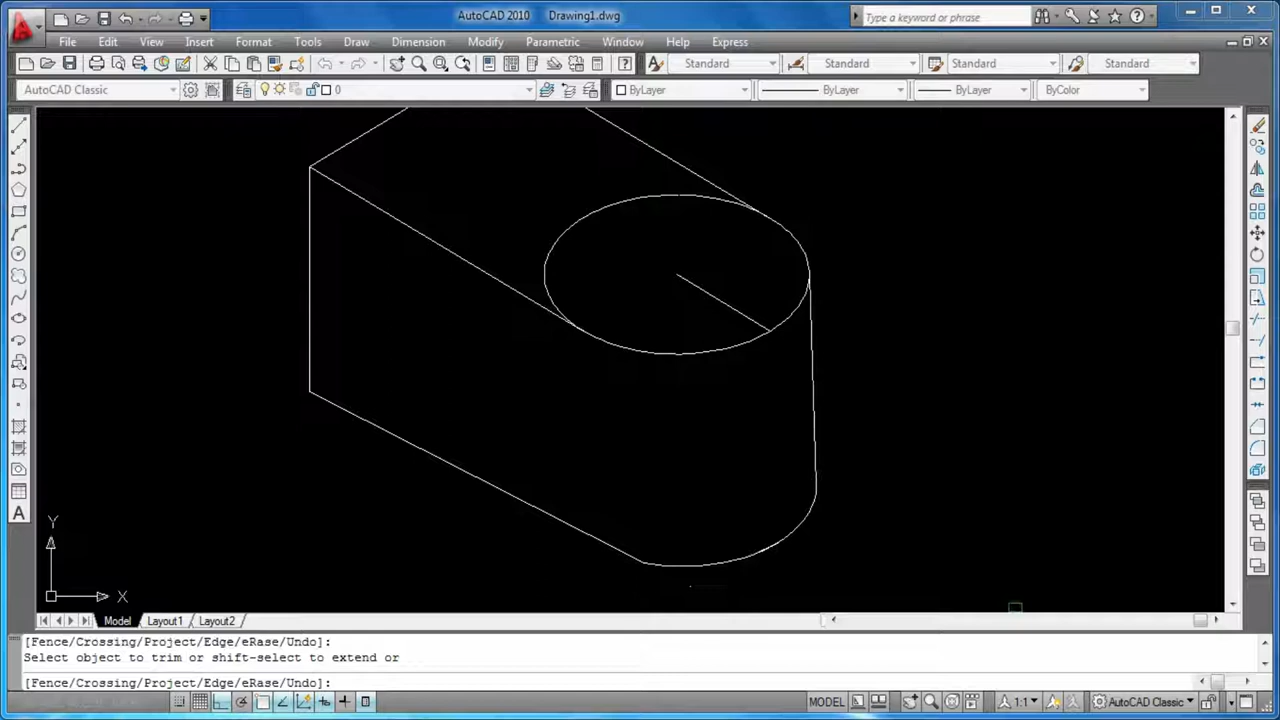 AutoCAD 2010 Drawing1.dwg
Type a keyword or phrase
File Edit View Insert Format Tools Draw Dimension Modify Parametric Window Help Express
Standard Standard Standard Standard
AutoCAD Classic 0 ByLayer ByLayer ByLayer ByColor
A
Y
X
Model Layout1 Layout2
[Fence/Crossing/Project/Edge/eRase/Undo]:
Select object to trim or shift-select to extend or
[Fence/Crossing/Project/Edge/eRase/Undo]:
MODEL 1:1 AutoCAD Classic